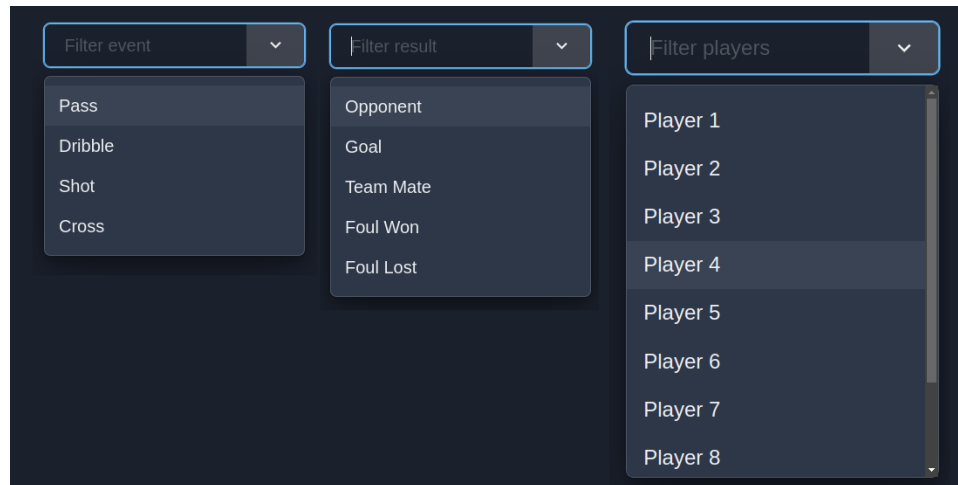 Filter event
Pass
Dribble
Shot
Cross
Filter result
Opponent
Goal
Team Mate
Foul Won
Foul Lost
Filter players
Player 1
Player 2
Player 3
Player 4
Player 5
Player 6
Player 7
Player 8